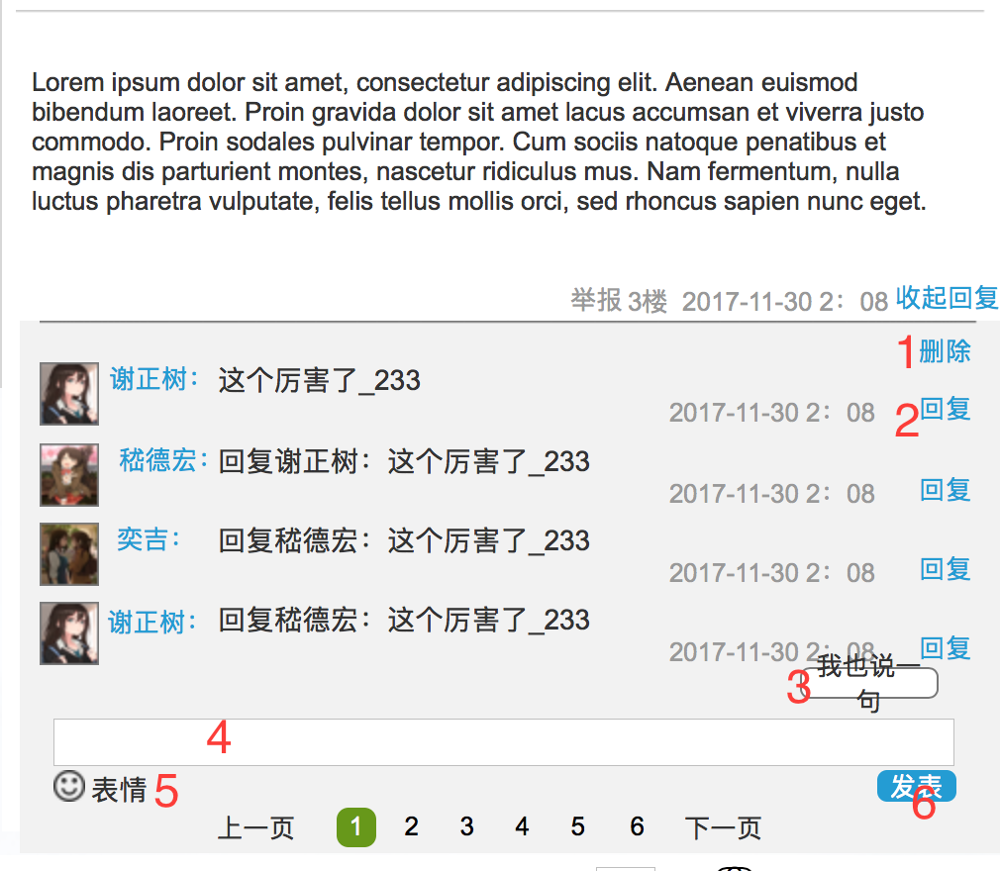 Lorem ipsum dolor sit amet, consectetur adipiscing elit. Aenean euismod
bibendum laoreet. Proin gravida dolor sit amet lacus accumsan et viverra justo
commodo. Proin sodales pulvinar tempor. Cum sociis natoque penatibus et
magnis dis parturient montes, nascetur ridiculus mus. Nam fermentum, nulla
luctus pharetra vulputate, felis tellus mollis orci, sed rhoncus sapien nunc eget.
举报 3楼 2017-11-30 2：08 收起回复
1 删除
谢正树： 这个厉害了_233
2017-11-30 2：08 2 回复
嵇德宏： 回复谢正树：这个厉害了_233
2017-11-30 2：08 回复
奕吉： 回复嵇德宏：这个厉害了_233
2017-11-30 2：08 回复
谢正树： 回复嵇德宏：这个厉害了_233
2017-11-30 2：08 回复
3 我也说一
句
4
表情 5 发表 6
上一页 1 2 3 4 5 6 下一页